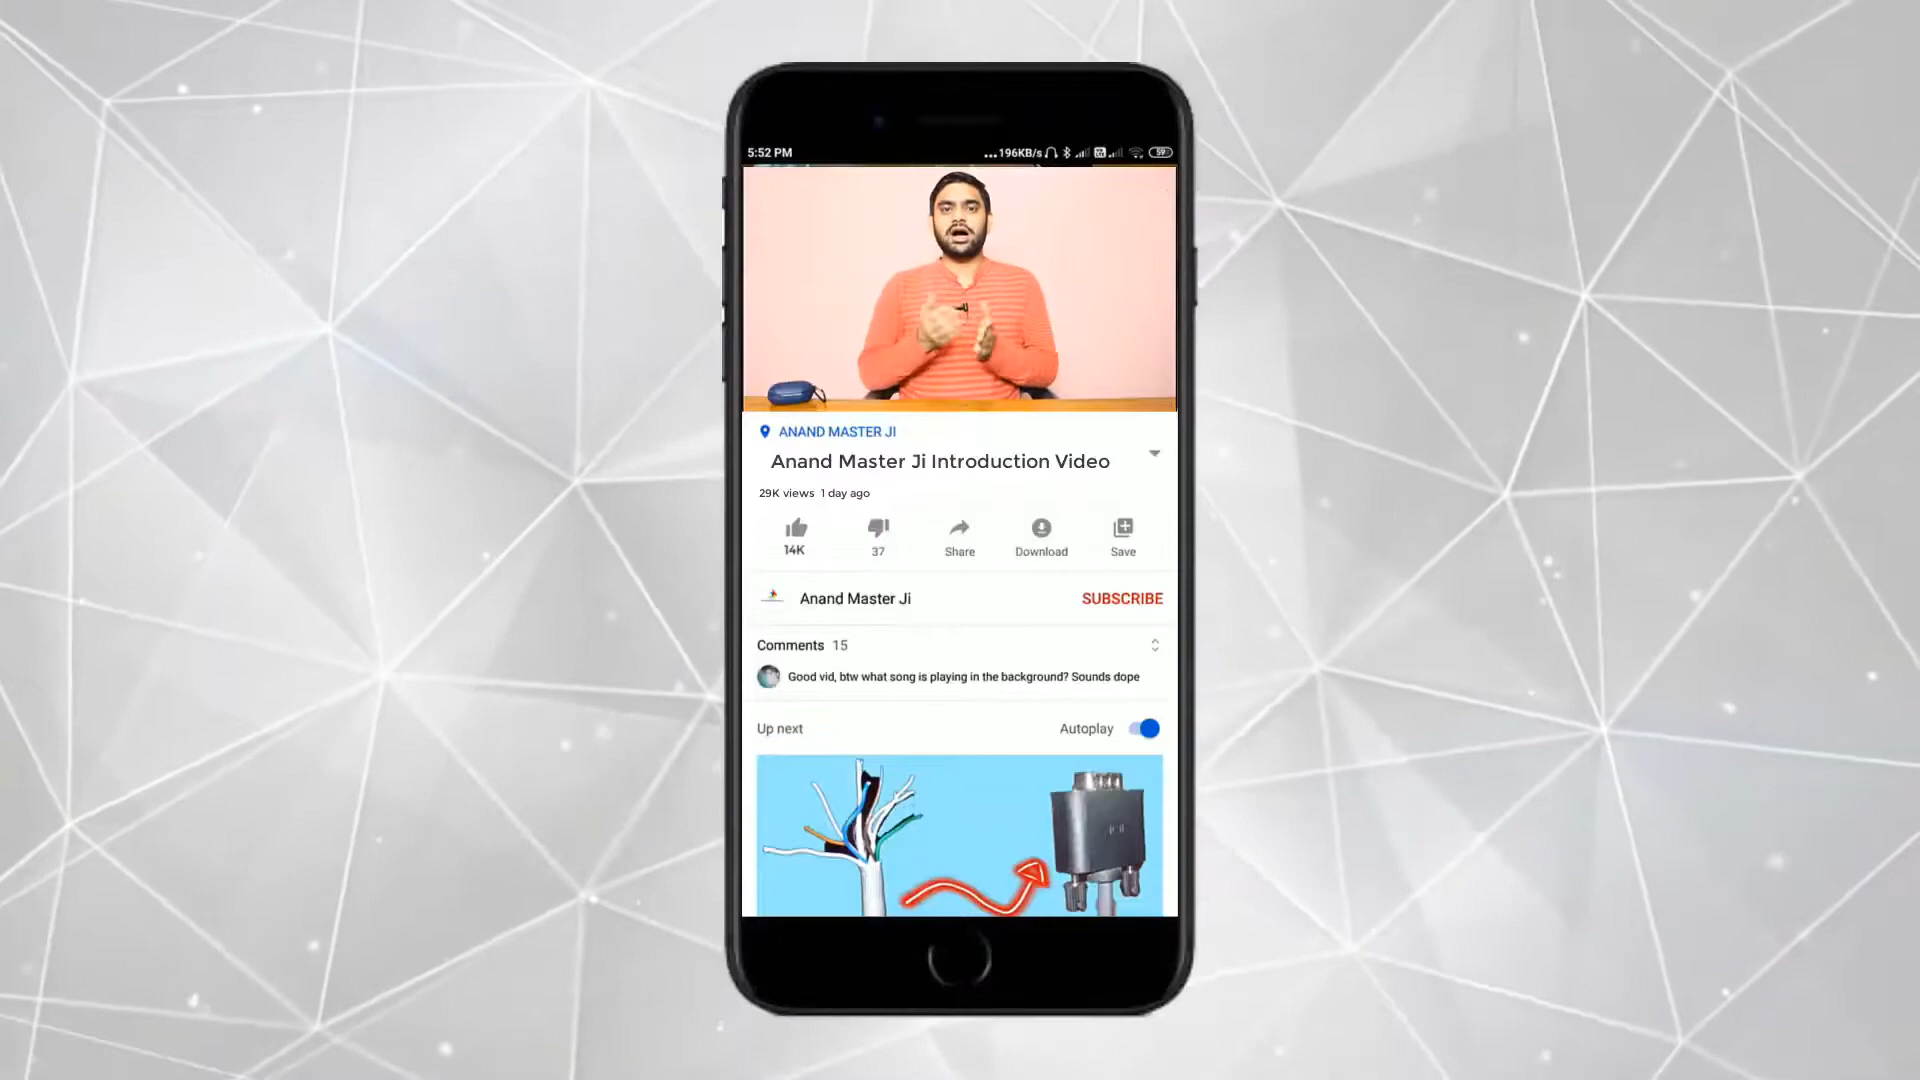 5:52 PM
...196KB/s
59
ANAND MASTER JI
Anand Master Ji Introduction Video
29K views 1 day ago
14K
37
Share
Download
Save
Anand Master Ji
SUBSCRIBE
Comments 15
Good vid, btw what song is playing in the background? Sounds dope
Up next
Autoplay